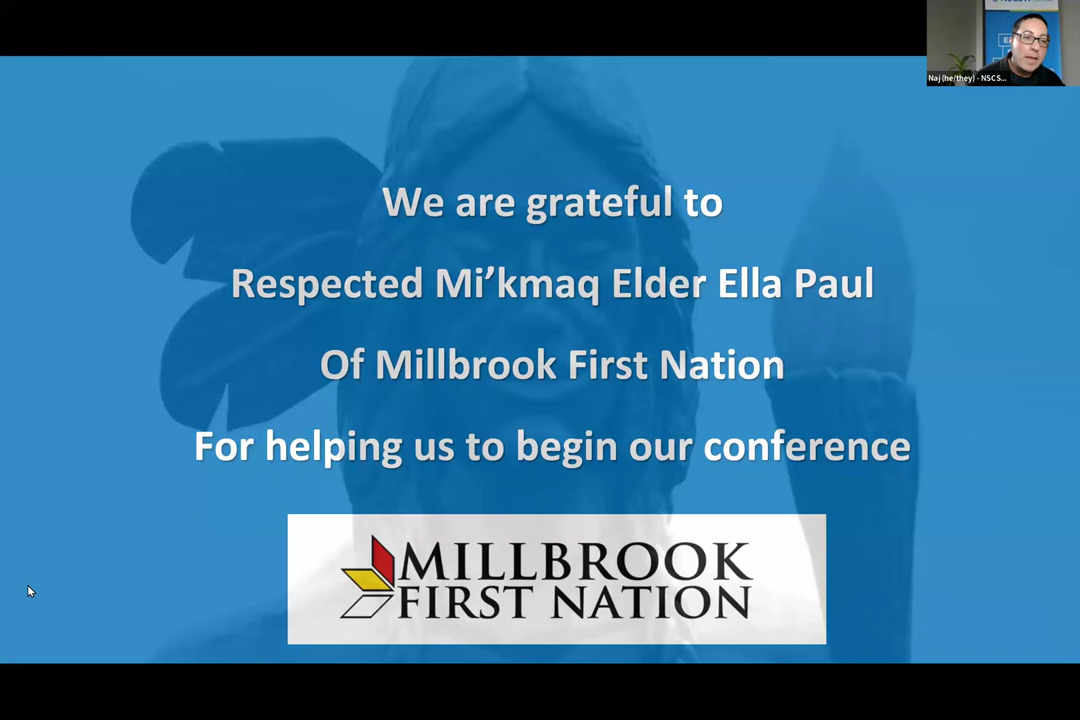 Naj (he/they) - NSCS...
We are grateful to
Respected Mi’kmaq Elder Ella Paul
Of Millbrook First Nation
For helping us to begin our conference
MILLBROOK
FIRST NATION